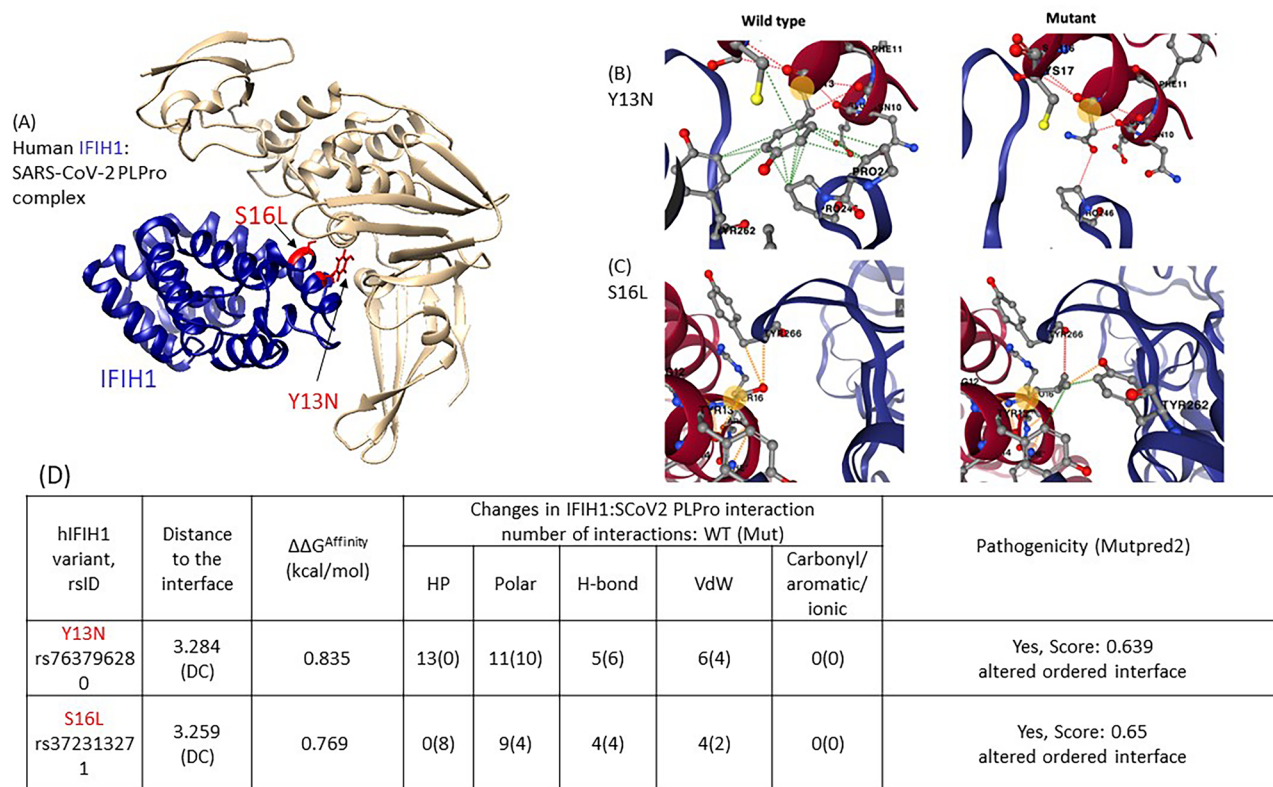 Wild type
Mutant
(A)
Human IFIH1:
SARS-CoV-2 PLPro
complex
S16L
IFIH1
Y13N
(B)
Y13N
PHE11
PRO2
TYR262
YS17
PHE11
PRO246
(C)
S16L
TYR266
TYR13
TYR266
TYR262
(D)
hIFIH1
variant,
rsID
Distance
to the
interface
ΔΔG^Affinity
(kcal/mol)
Changes in IFIH1:SCoV2 PLPro interaction
number of interactions: WT (Mut)
HP
Polar
H-bond
VdW
Carbonyl/
aromatic/
ionic
Pathogenicity (Mutpred2)
Y13N
rs76379628
0
3.284
(DC)
0.835
13(0)
11(10)
5(6)
6(4)
0(0)
Yes, Score: 0.639
altered ordered interface
S16L
rs37231327
1
3.259
(DC)
0.769
0(8)
9(4)
4(4)
4(2)
0(0)
Yes, Score: 0.65
altered ordered interface